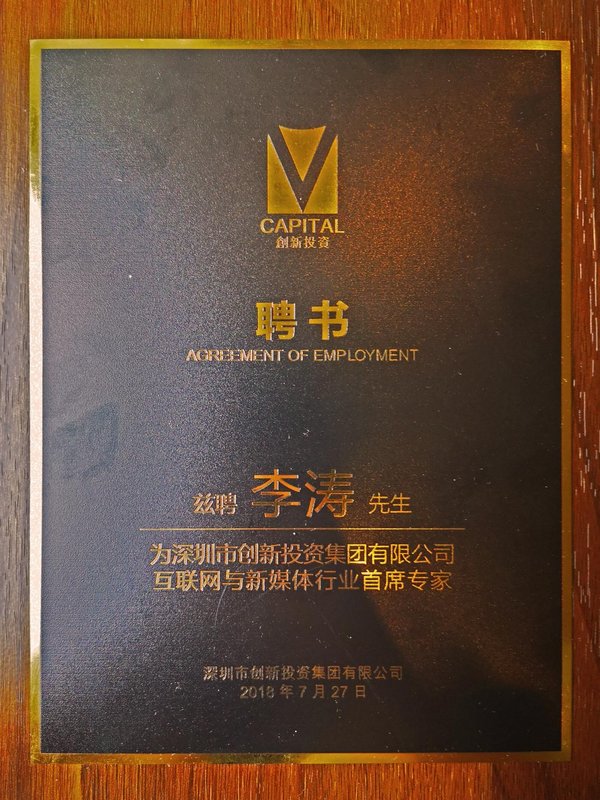 CAPITAL
創新投資
聘书
AGREEMENT OF EMPLOYMENT
兹聘 李涛 先生
为深圳市创新投资集团有限公司
互联网与新媒体行业首席专家
深圳市创新投资集团有限公司
2018 年 7 月 27 日